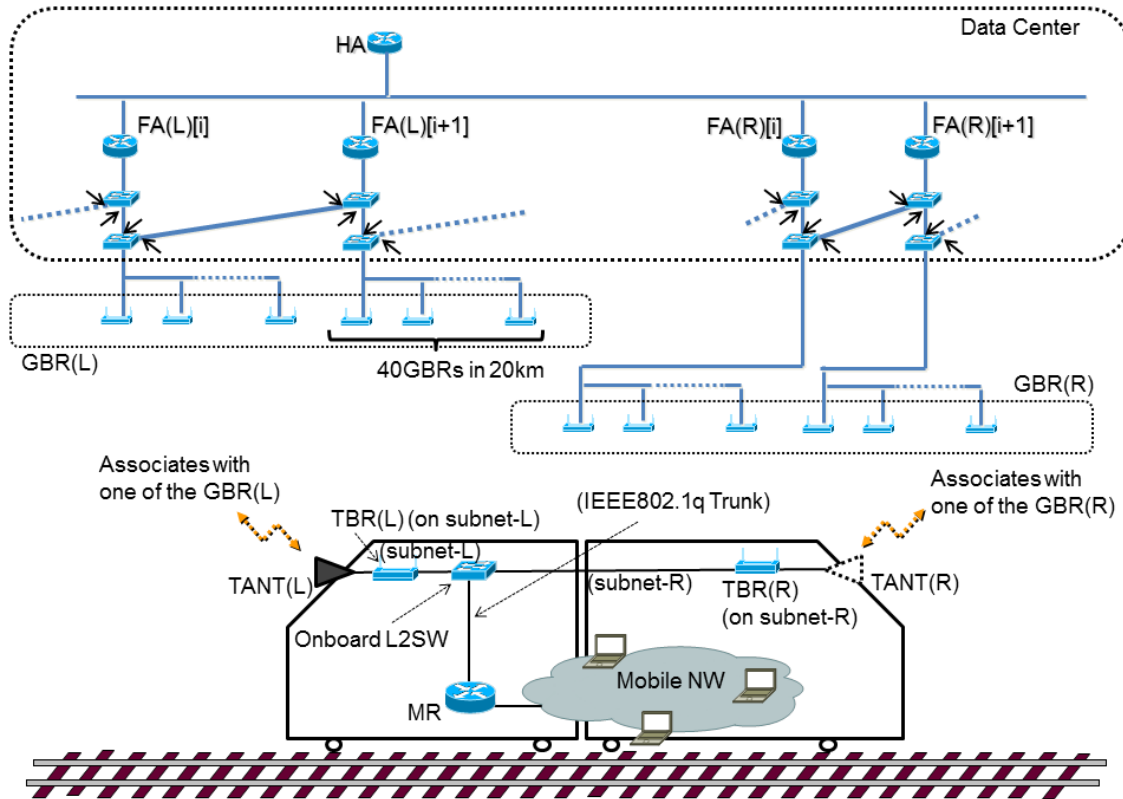 Data Center
HA
FA(L)[i]
FA(L)[i+1]
FA(R)[i]
FA(R)[i+1]
GBR(L)
40GBRs in 20km
GBR(R)
Associates with
one of the GBR(L)
(IEEE802.1q Trunk)
Associates with
one of the GBR(R)
TBR(L) (on subnet-L)
(subnet-L)
TANT(L)
(subnet-R)
TBR(R)
(on subnet-R)
TANT(R)
Onboard L2SW
Mobile NW
MR